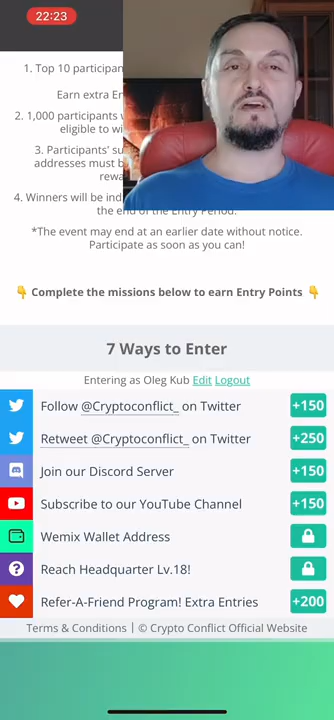 22:23
1. Top 10 participan
Earn extra En
2. 1,000 participants
eligible to wi
3. Participants' su
addresses must b
rewa
4. Winners will be ind
the end of the Entry Period.
*The event may end at an earlier date without notice.
Participate as soon as you can!
👇 Complete the missions below to earn Entry Points 👇
7 Ways to Enter
Entering as Oleg Kub Edit Logout
Follow @Cryptoconflict_ on Twitter +150
Retweet @Cryptoconflict_ on Twitter +250
Join our Discord Server +150
Subscribe to our YouTube Channel +150
Wemix Wallet Address
Reach Headquarter Lv.18!
Refer-A-Friend Program! Extra Entries +200
Terms & Conditions | © Crypto Conflict Official Website